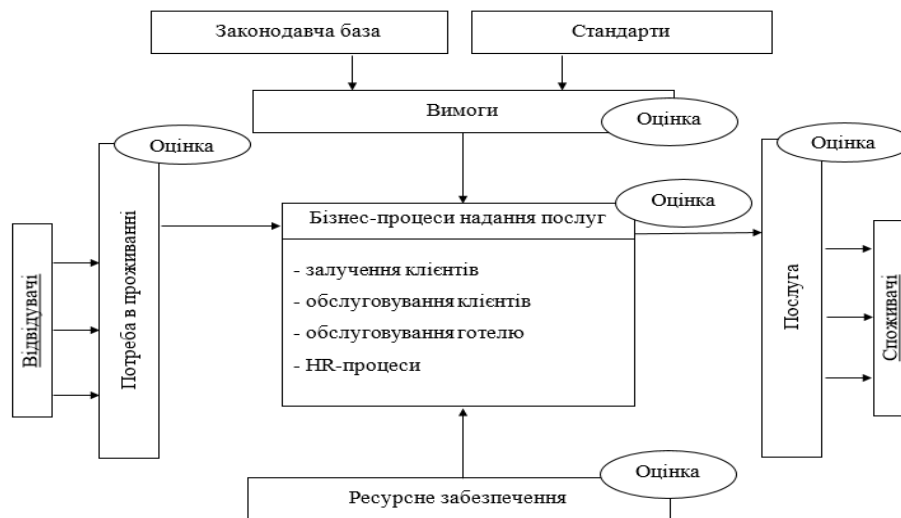 Законодавча база
Стандарти
Вимоги
Оцінка
Оцінка
Оцінка
Оцінка
Відвідувачі
Потреба в проживанні
Бізнес-процеси надання послуг
- залучення клієнтів
- обслуговування клієнтів
- обслуговування готелю
- HR-процеси
Послуга
Споживачі
Оцінка
Ресурсне забезпечення